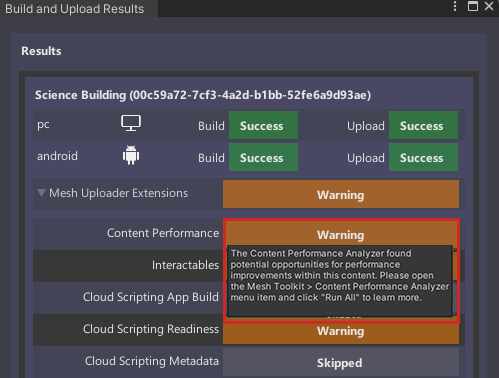 Build and Upload Results
Results
Science Building (00c59a72-7cf3-4a2d-b1bb-52fe6a9d93ae)
pc Build Success Upload Success
android Build Success Upload Success
Mesh Uploader Extensions Warning
Content Performance Warning
The Content Performance Analyzer found
potential opportunities for performance
improvements within this content. Please open
the Mesh Toolkit > Content Performance Analyzer
menu item and click "Run All" to learn more.
Interactables
Cloud Scripting App Build
Cloud Scripting Readiness Warning
Cloud Scripting Metadata Skipped